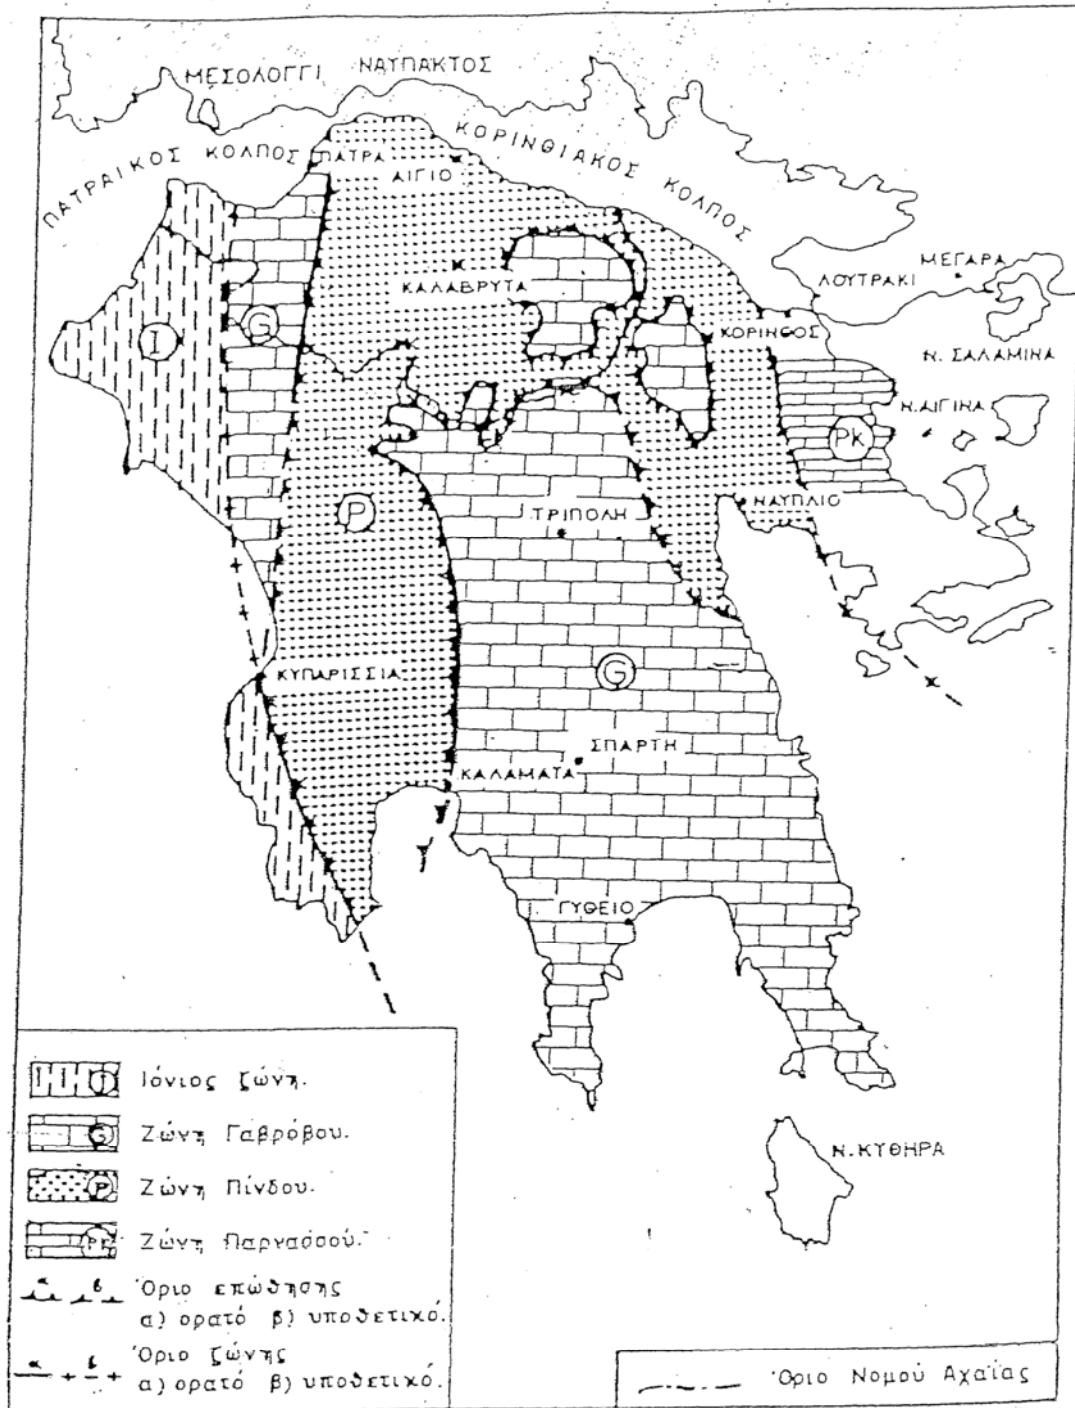 ΜΕΣΟΛΟΓΓΙ ΝΑΥΠΑΚΤΟΣ
ΠΑΤΡΑΙΚΟΣ ΚΟΛΠΟΣ
ΚΟΡΙΝΘΙΑΚΟΣ ΚΟΛΠΟΣ
ΠΑΤΡΑ
ΑΙΓΙΟ
ΜΕΓΑΡΑ
ΛΟΥΤΡΑΚΙ
ΚΑΛΑΒΡΥΤΑ
ΚΟΡΙΝΘΟΣ
Ν. ΣΑΛΑΜΙΝΑ
Ν. ΑΙΓΙΝΑ
I
G
Pk
P
ΝΑΥΠΛΙΟ
ΤΡΙΠΟΛΗ
G
ΚΥΠΑΡΙΣΣΙΑ
ΣΠΑΡΤΗ
ΚΑΛΑΜΑΤΑ
ΓΥΘΕΙΟ
Ν. ΚΥΘΗΡΑ
I Ιόνιος ζώνη.
G Ζώνη Γαβρόβου.
P Ζώνη Πίνδου.
Ζώνη Παρνασσού.
α β Όριο επώθησης
α) ορατό β) υποθετικό.
α β Όριο ζώνης
α) ορατό β) υποθετικό.
Όριο Νομού Αχαΐας